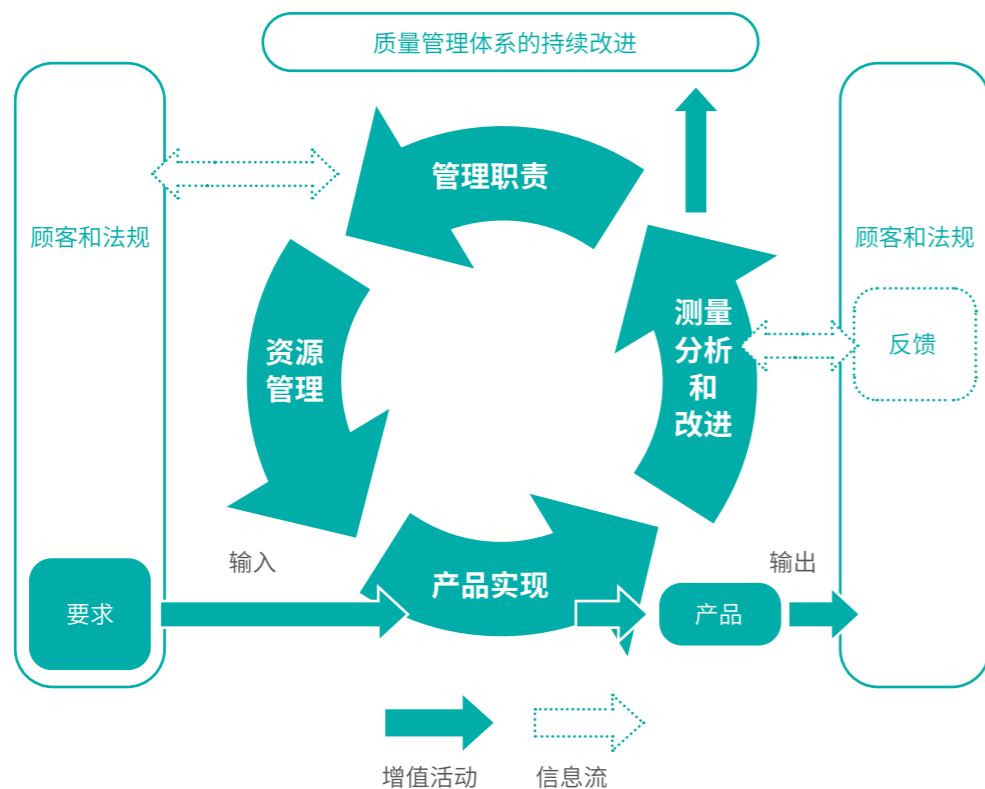 质量管理体系的持续改进
管理职责
顾客和法规
顾客和法规
测量
分析
和
改进
反馈
资源
管理
输入
输出
产品实现
要求
产品
增值活动
信息流